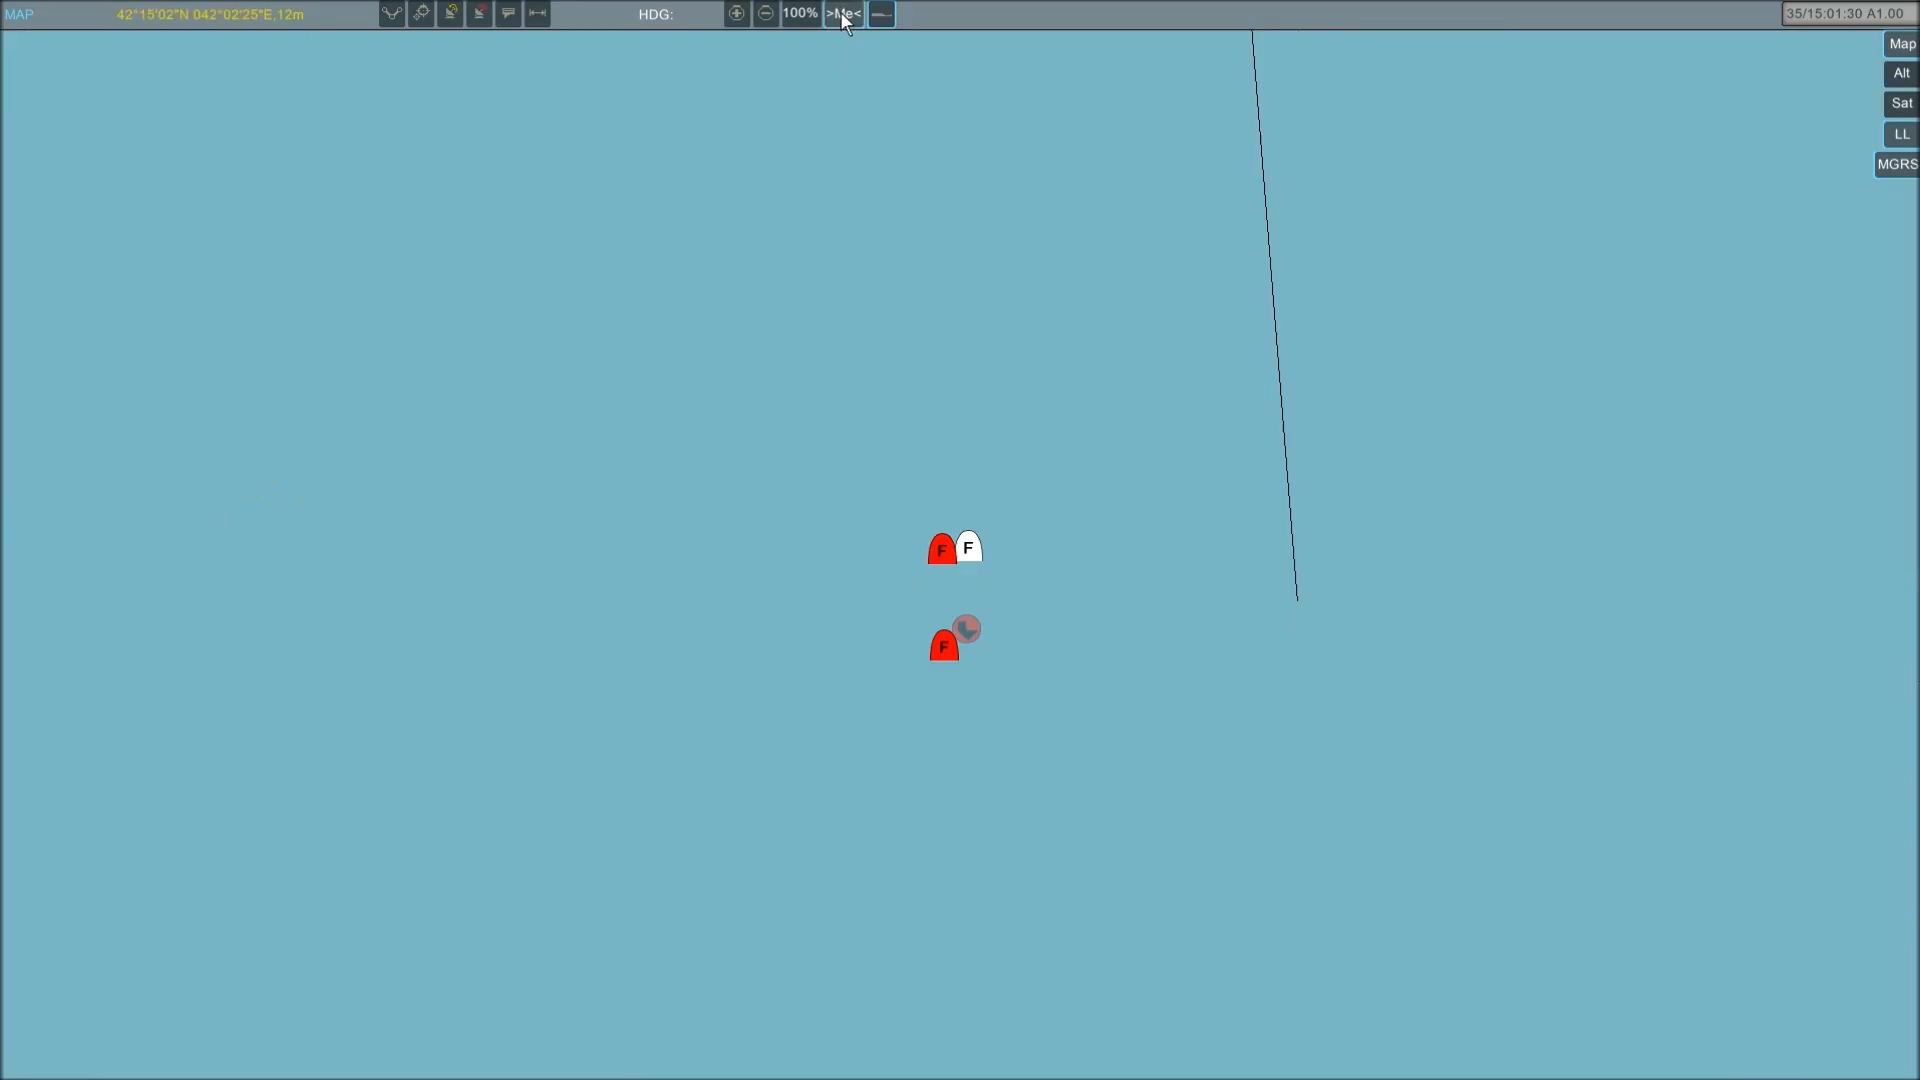 MAP 42°15'02"N 042°02'25"E,12m HDG: 100% >Me< 35/15:01:30 A1.00
Map
Alt
Sat
LL
MGRS
F F
F